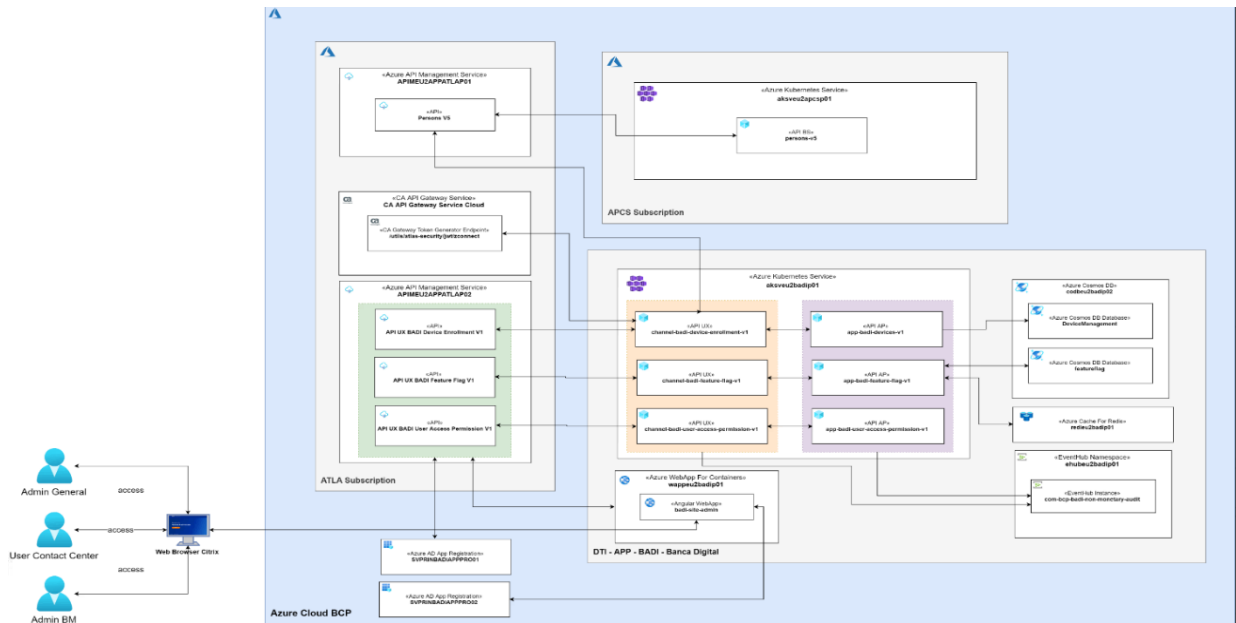 «Azure API Management Service»
APIMEU2APPATLAP01
«API»
Persons V5
«CA API Gateway Service»
CA API Gateway Service Cloud
«CA Gateway Token Generator Endpoint»
«Azure API Management Service»
APIMEU2APPATLAP02
«API»
API UX BADI Device Enrollment V1
«API»
API UX BADI Feature Flag V1
«API»
API UX BADI User Access Permission V1
ATLA Subscription
«Azure Kubernetes Service»
aksveu2apcsp01
«API BS»
persons-v5
APCS Subscription
«Azure Kubernetes Service»
aksveu2badip01
«API UX»
channel-badi-device-enrollment-v1
«API UX»
channel-badi-feature-flag-v1
«API UX»
channel-badi-user-access-permission-v1
«API AP»
app-badi-devices-v1
«API AP»
app-badi-feature-flag-v1
«API AP»
app-badi-user-access-permission-v1
«Azure Cosmos DB»
codbeu2badip02
«Azure Cosmos DB Database»
DeviceManagement
«Azure Cosmos DB Database»
featureflag
«Azure Cache For Redis»
redieu2badip01
«EventHub Namespace»
ehubeu2badip01
«EventHub Instance»
com-bcp-badi-non-monetary-audit
«Azure WebApp For Containers»
wappeu2badip01
«Angular WebApp»
badi-site-admin
DTI - APP - BADI - Banca Digital
Admin General
access
User Contact Center
access
Web Browser Citrix
access
Admin BM
«Azure AD App Registration»
SVPRINBADIAPPPRO01
«Azure AD App Registration»
SVPRINBADIAPPPRO02
Azure Cloud BCP